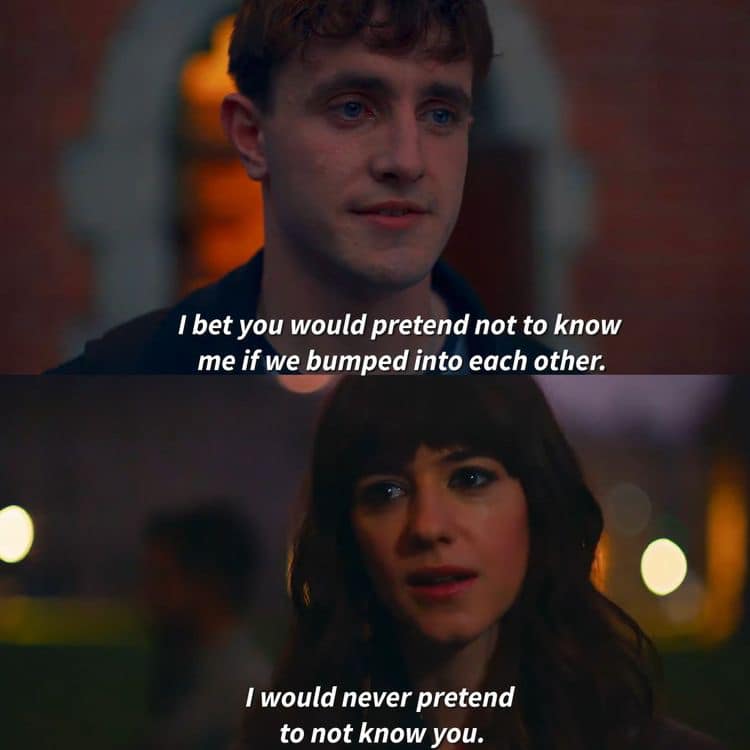 I bet you would pretend not to know
me if we bumped into each other.
I would never pretend
to not know you.